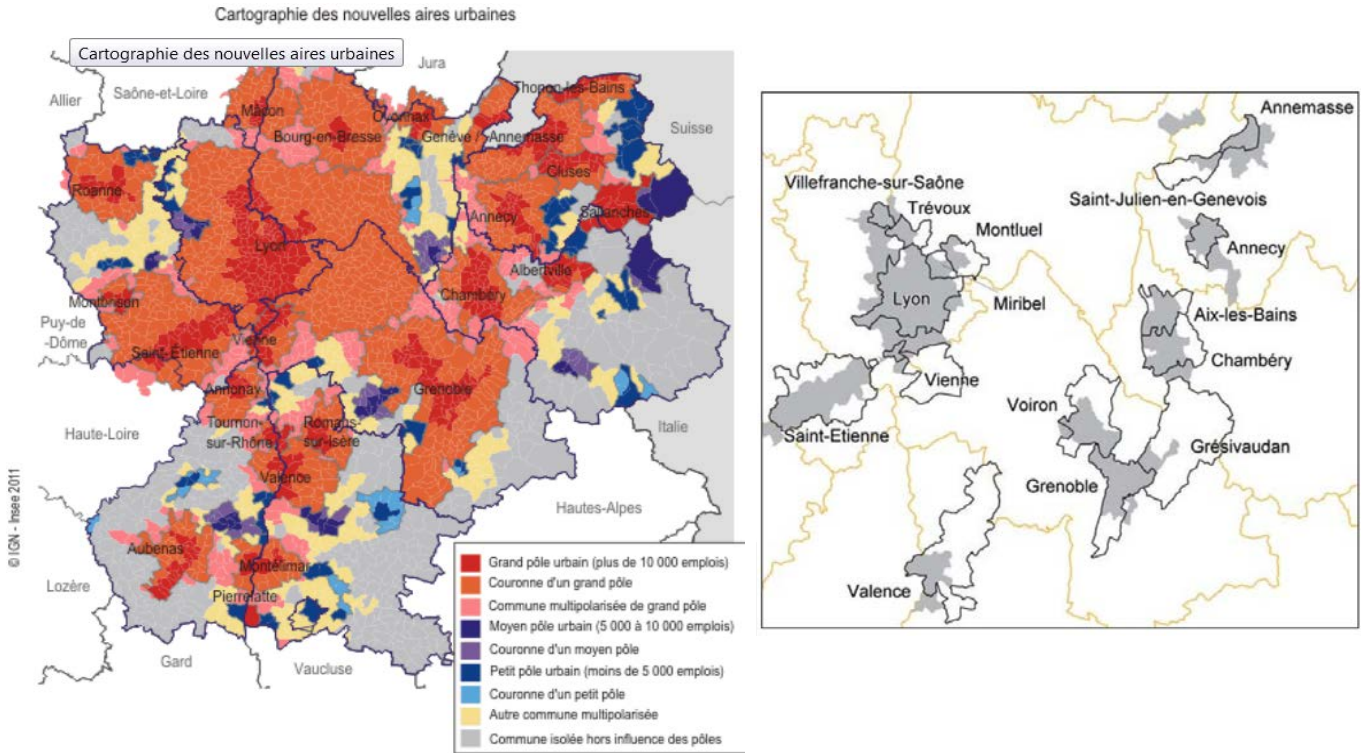 Cartographie des nouvelles aires urbaines
Cartographie des nouvelles aires urbaines
Jura
Allier
Saône-et-Loire
Thonon-les-Bains
Mâcon
Oyonnax
Bourg-en-Bresse
Genève / Annemasse
Suisse
Roanne
Cluses
Annecy
Sallanches
Lyon
Albertville
Montbrison
Chambéry
Puy-de
-Dôme
Saint-Étienne
Vienne
Annonay
Grenoble
Haute-Loire
Tournon-
sur-Rhône
Romans-
sur-Isère
Italie
Valence
Hautes-Alpes
Aubenas
Montélimar
Lozère
Pierrelatte
Gard
Vaucluse
© IGN - Insee 2011
Grand pôle urbain (plus de 10 000 emplois)
Couronne d'un grand pôle
Commune multipolarisée de grand pôle
Moyen pôle urbain (5 000 à 10 000 emplois)
Couronne d'un moyen pôle
Petit pôle urbain (moins de 5 000 emplois)
Couronne d'un petit pôle
Autre commune multipolarisée
Commune isolée hors influence des pôles
Annemasse
Villefranche-sur-Saône
Saint-Julien-en-Genevois
Trévoux
Montluel
Annecy
Lyon
Miribel
Aix-les-Bains
Chambéry
Vienne
Voiron
Saint-Etienne
Grésivaudan
Grenoble
Valence